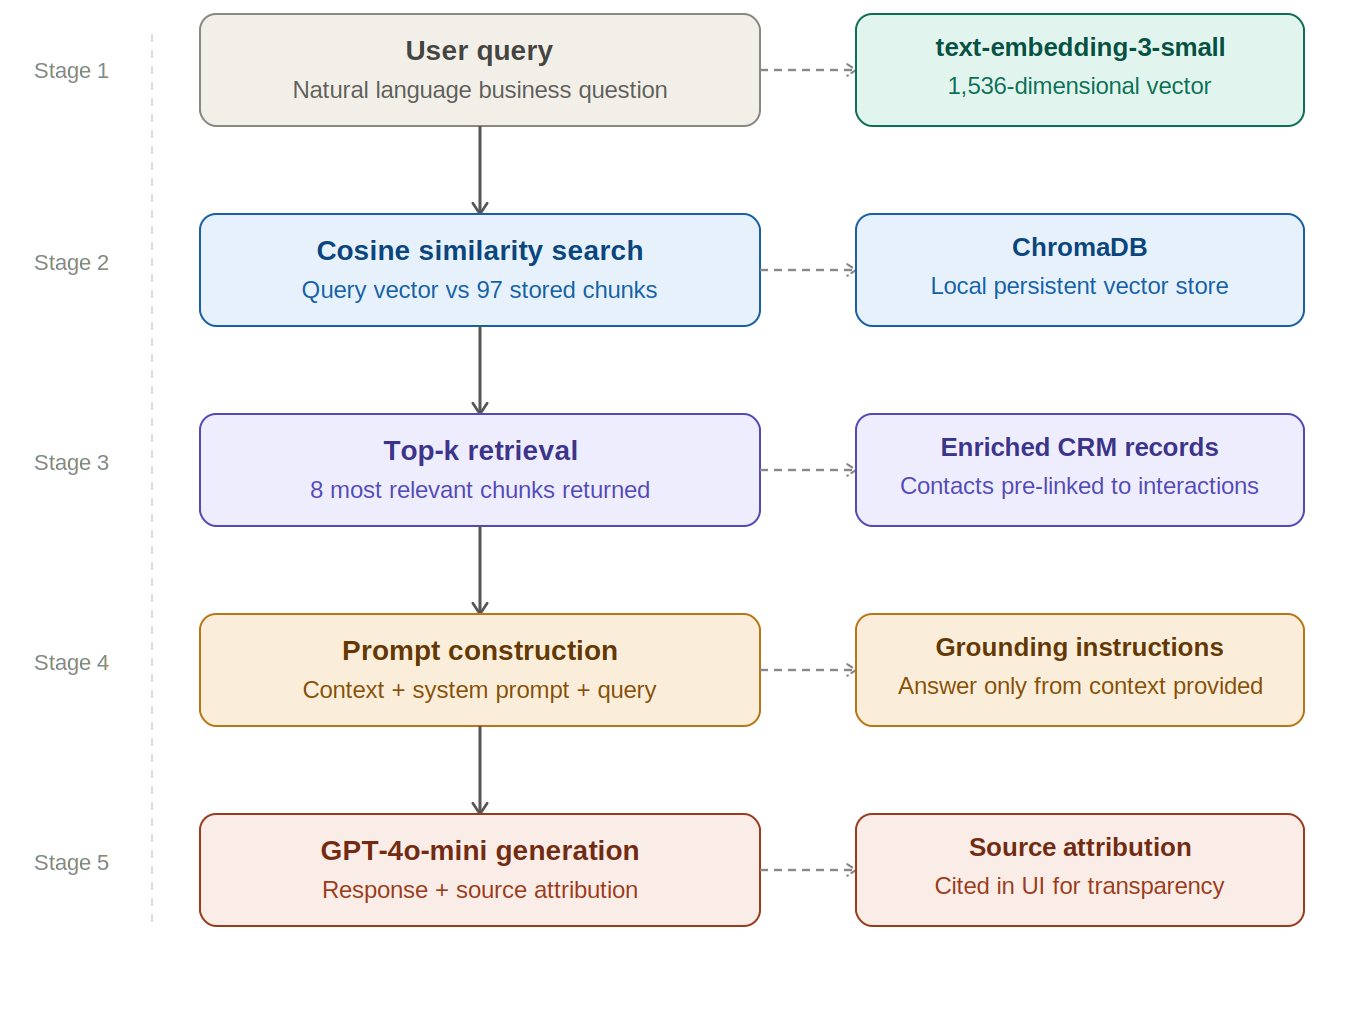 Stage 1
User query
Natural language business question
text-embedding-3-small
1,536-dimensional vector
Stage 2
Cosine similarity search
Query vector vs 97 stored chunks
ChromaDB
Local persistent vector store
Stage 3
Top-k retrieval
8 most relevant chunks returned
Enriched CRM records
Contacts pre-linked to interactions
Stage 4
Prompt construction
Context + system prompt + query
Grounding instructions
Answer only from context provided
Stage 5
GPT-4o-mini generation
Response + source attribution
Source attribution
Cited in UI for transparency